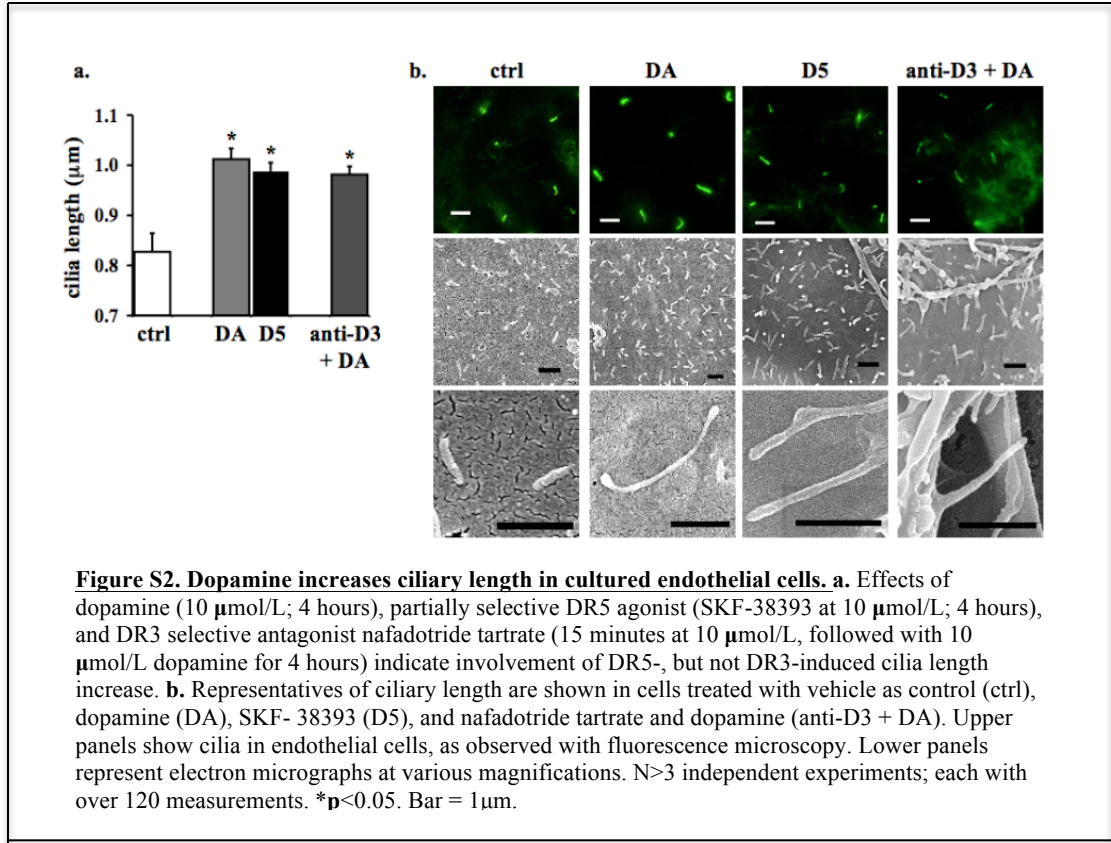 a.
b.
ctrl
DA
D5
anti-D3 + DA
cilia length (μm)
1.1
1.0
0.9
0.8
0.7
*
*
*
ctrl
DA
D5
anti-D3
+ DA
Figure S2. Dopamine increases ciliary length in cultured endothelial cells. a. Effects of
dopamine (10 μmol/L; 4 hours), partially selective DR5 agonist (SKF-38393 at 10 μmol/L; 4 hours),
and DR3 selective antagonist nafadotride tartrate (15 minutes at 10 μmol/L, followed with 10
μmol/L dopamine for 4 hours) indicate involvement of DR5-, but not DR3-induced cilia length
increase. b. Representatives of ciliary length are shown in cells treated with vehicle as control (ctrl),
dopamine (DA), SKF- 38393 (D5), and nafadotride tartrate and dopamine (anti-D3 + DA). Upper
panels show cilia in endothelial cells, as observed with fluorescence microscopy. Lower panels
represent electron micrographs at various magnifications. N>3 independent experiments; each with
over 120 measurements. *p<0.05. Bar = 1μm.